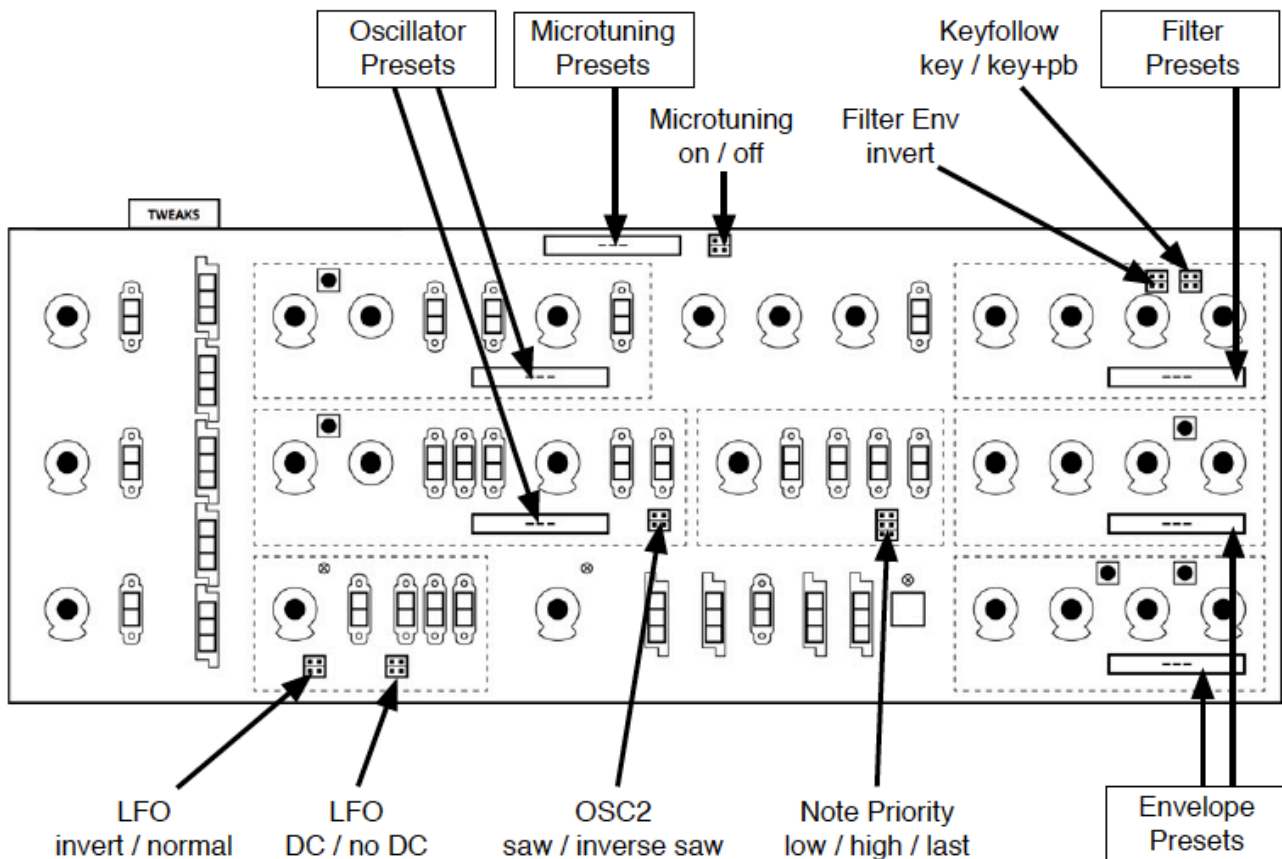 Oscillator
Presets
Microtuning
Presets
Keyfollow
key / key+pb
Filter
Presets
Microtuning
on / off
Filter Env
invert
TWEAKS
LFO
invert / normal
LFO
DC / no DC
OSC2
saw / inverse saw
Note Priority
low / high / last
Envelope
Presets